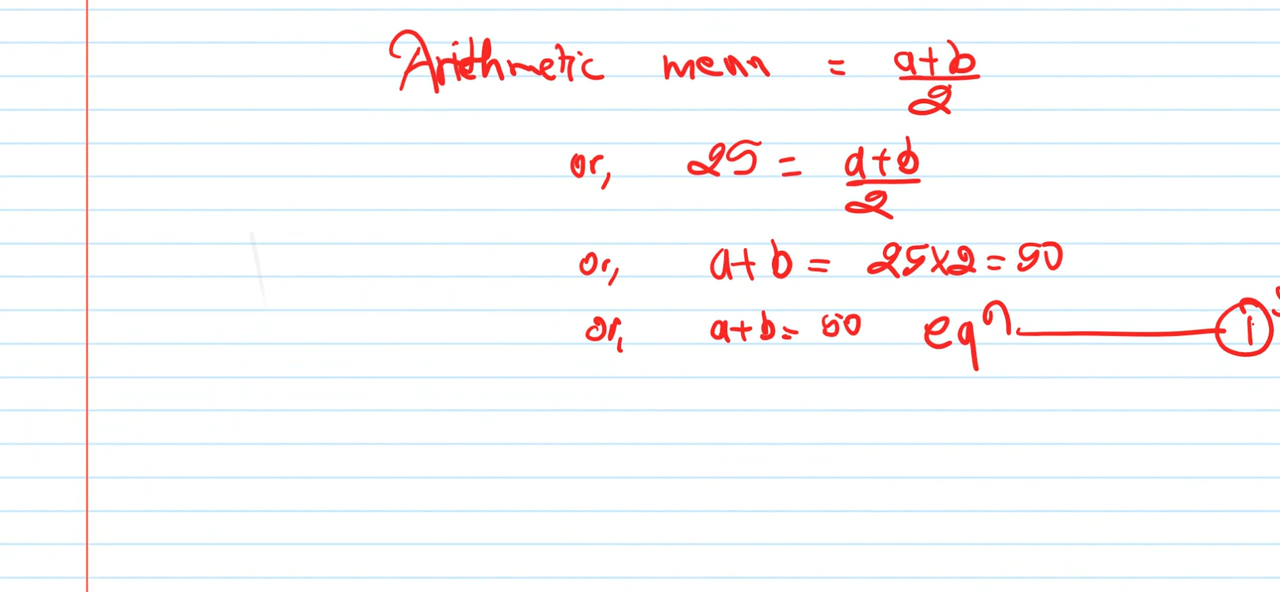 Arithmetic mean = a+b/2
or, 25 = a+b/2
or, a+b = 25×2 = 50
or, a+b = 50 eqn ①